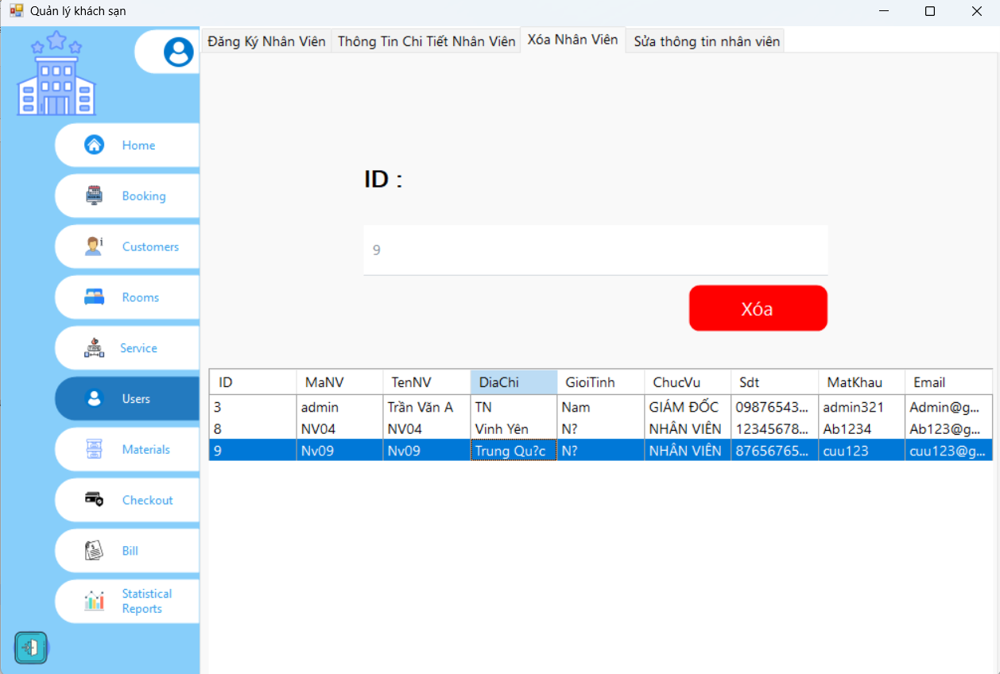 Quản lý khách sạn
Đăng Ký Nhân Viên Thông Tin Chi Tiết Nhân Viên Xóa Nhân Viên Sửa thông tin nhân viên
Home
Booking
Customers
Rooms
Service
Users
Materials
Checkout
Bill
Statistical
Reports
ID :
9
Xóa
ID MaNV TenNV DiaChi GioiTinh ChucVu Sdt MatKhau Email
3 admin Trần Văn A TN Nam GIÁM ĐỐC 09876543... admin321 Admin@g...
8 NV04 NV04 Vinh Yên N? NHÂN VIÊN 12345678... Ab1234 Ab123@g...
9 Nv09 Nv09 Trung Qu?c N? NHÂN VIÊN 87656765... cuu123 cuu123@g...